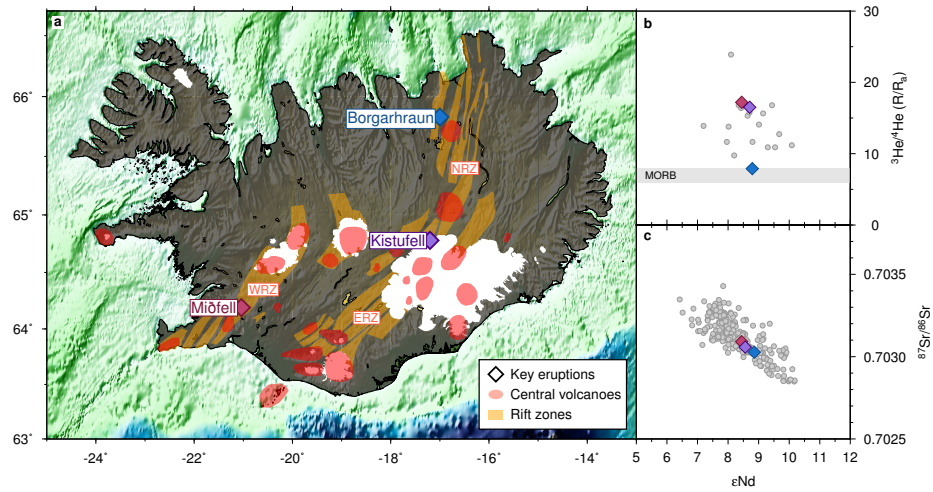 a
66°
65°
64°
63°
-24°
-22°
-20°
-18°
-16°
-14°
Borgarhraun
NRZ
Kistufell
WRZ
Miðfell
ERZ
Key eruptions
Central volcanoes
Rift zones
b
30
20
10
0
³He/⁴He (R/Rₐ)
MORB
c
0.7035
0.7030
0.7025
⁸⁷Sr/⁸⁶Sr
5 6 7 8 9 10 11 12
εNd